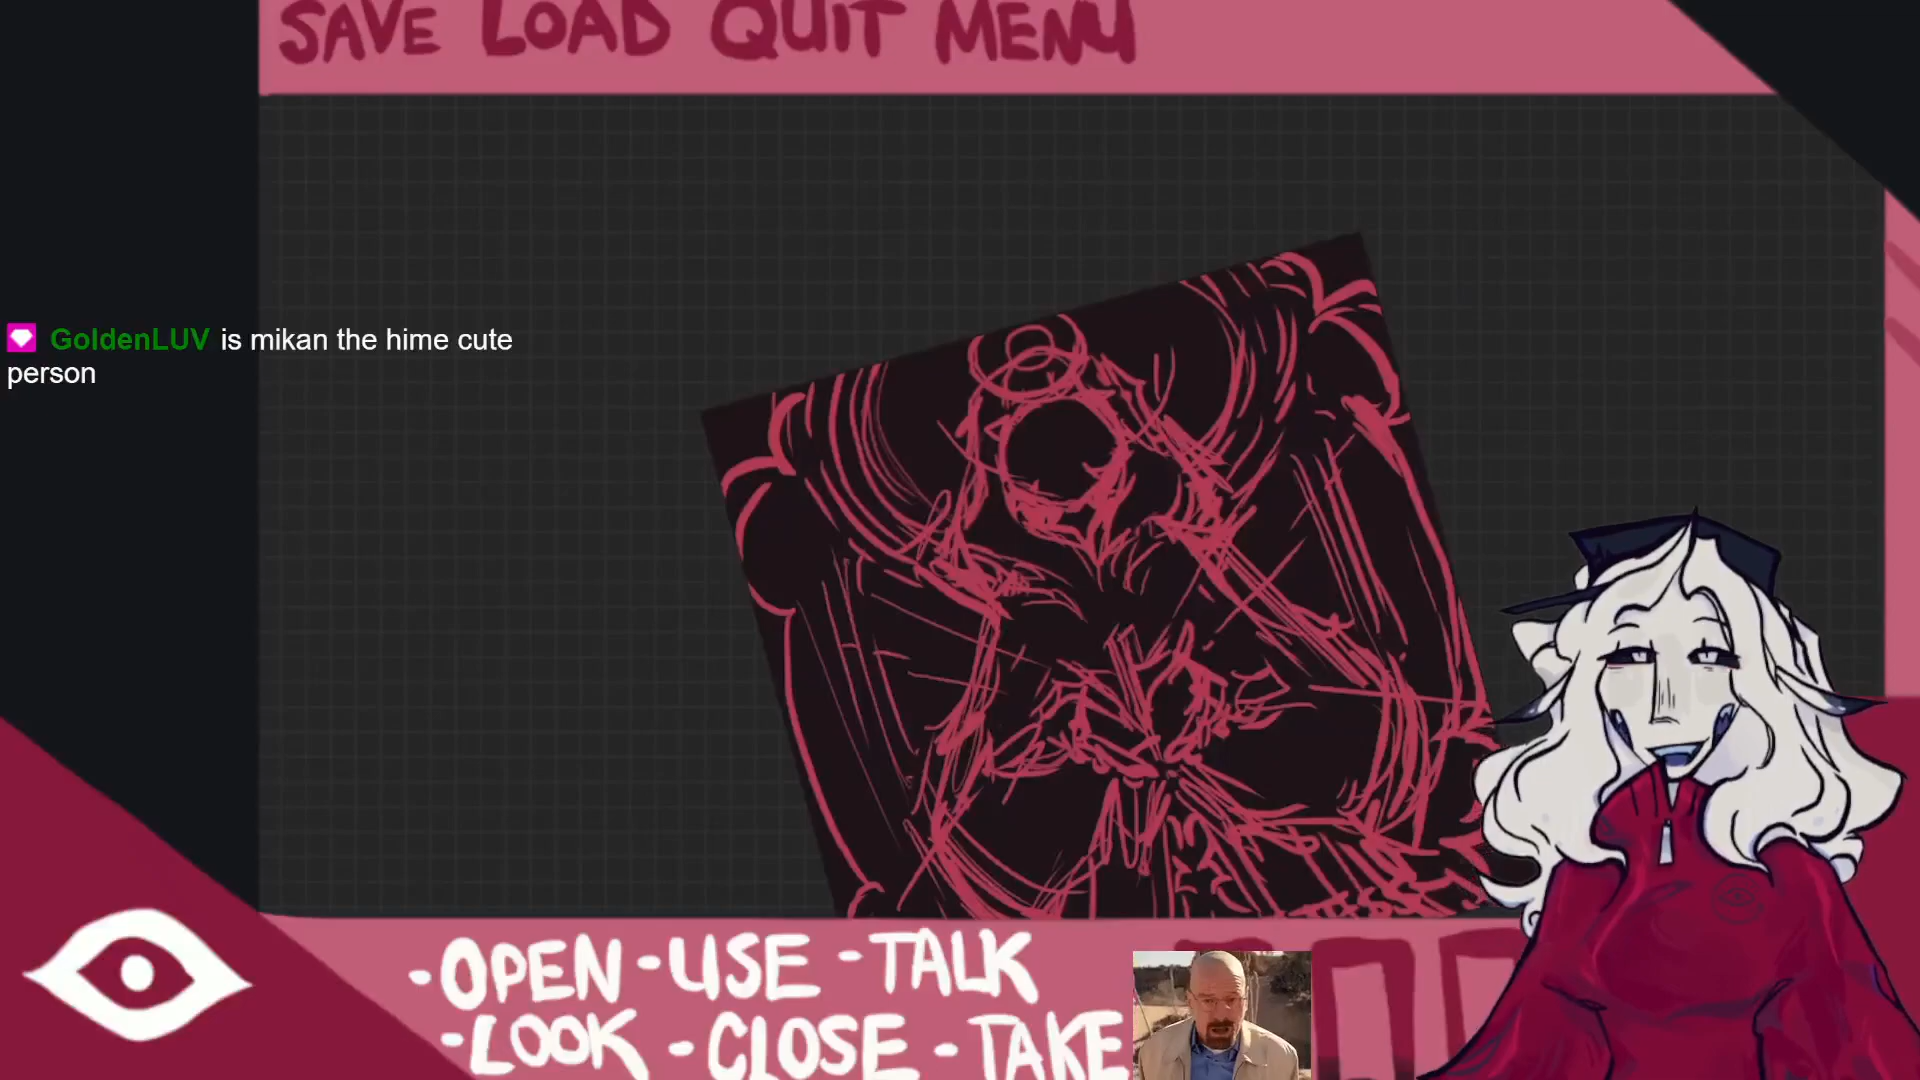 SAVE LOAD QUIT MENU
GoldenLUV is mikan the hime cute
person
-OPEN -USE -TALK
-LOOK -CLOSE -TAKE